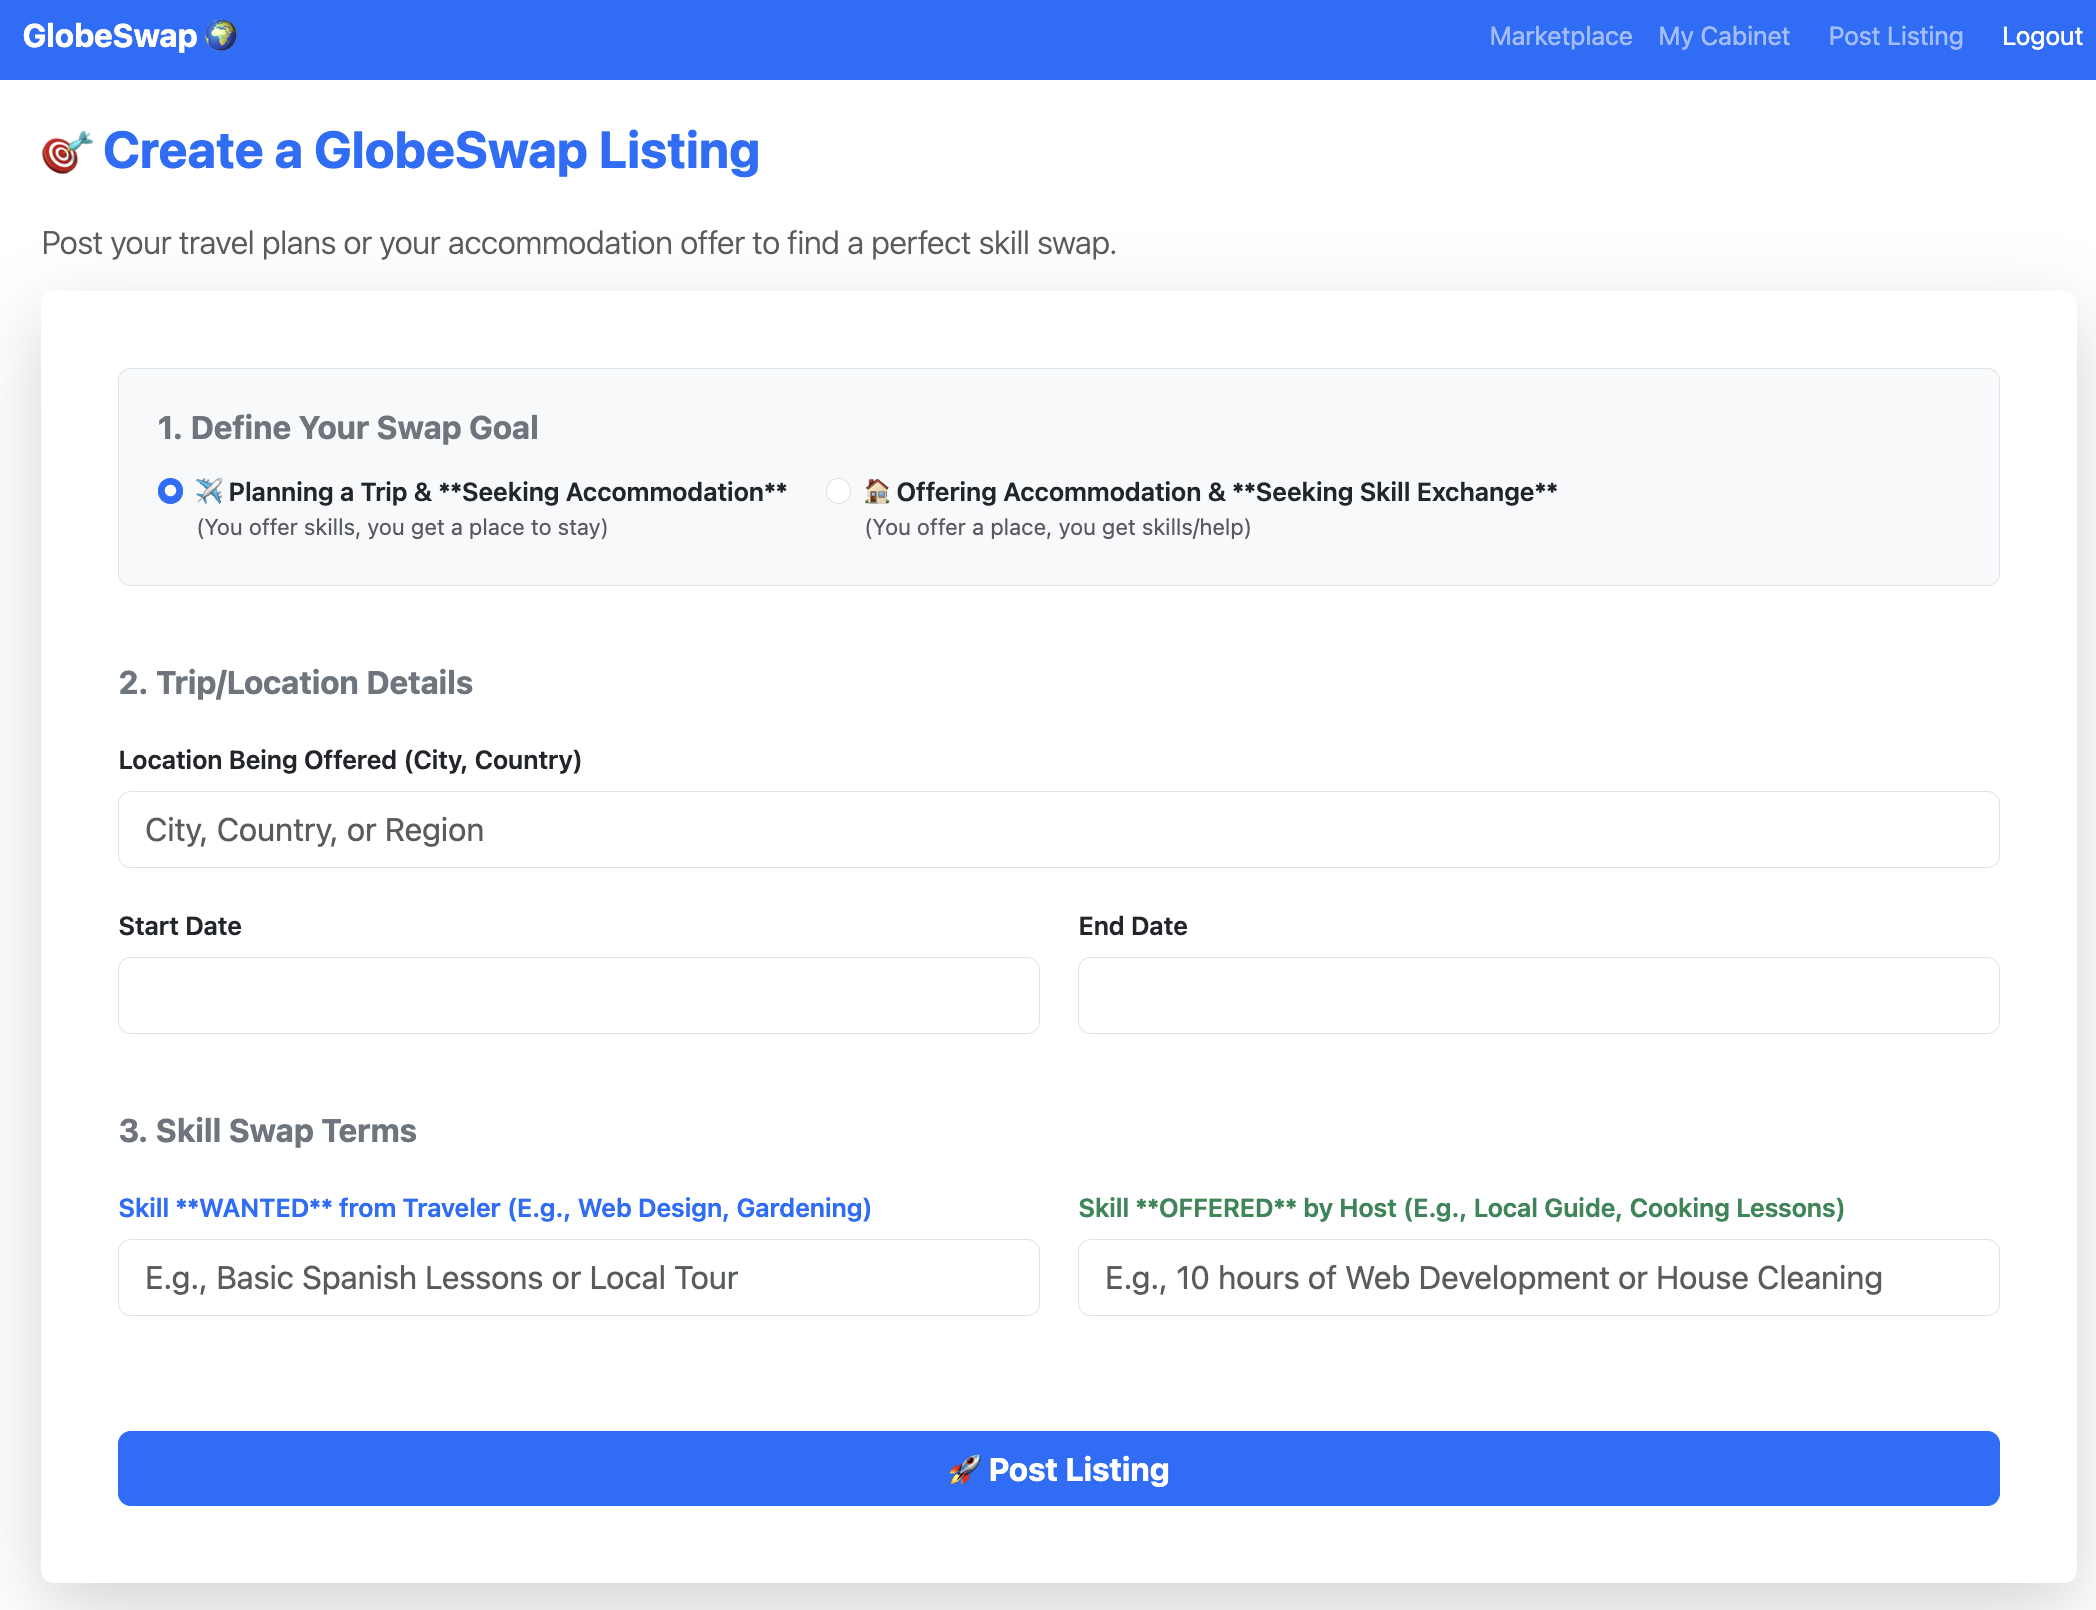 GlobeSwap 🌍
Marketplace My Cabinet Post Listing Logout
🎯 Create a GlobeSwap Listing
Post your travel plans or your accommodation offer to find a perfect skill swap.
1. Define Your Swap Goal
✈️ Planning a Trip & **Seeking Accommodation**
(You offer skills, you get a place to stay)
🏠 Offering Accommodation & **Seeking Skill Exchange**
(You offer a place, you get skills/help)
2. Trip/Location Details
Location Being Offered (City, Country)
City, Country, or Region
Start Date
End Date
3. Skill Swap Terms
Skill **WANTED** from Traveler (E.g., Web Design, Gardening)
E.g., Basic Spanish Lessons or Local Tour
Skill **OFFERED** by Host (E.g., Local Guide, Cooking Lessons)
E.g., 10 hours of Web Development or House Cleaning
🚀 Post Listing